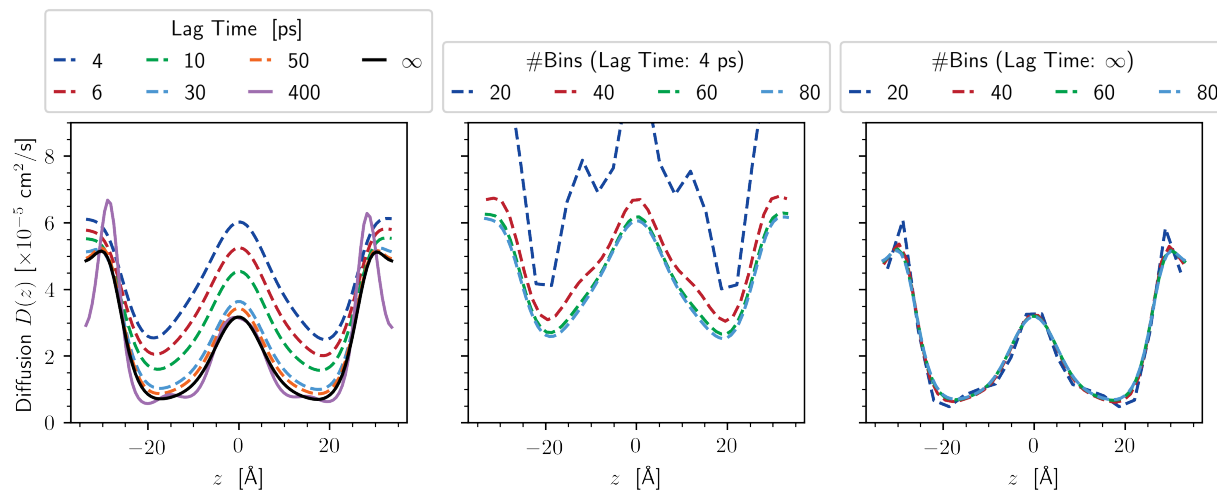 Lag Time [ps]
4 10 50 ∞
6 30 400
#Bins (Lag Time: 4 ps)
20 40 60 80
#Bins (Lag Time: ∞)
20 40 60 80
Diffusion D(z) [×10⁻⁵ cm²/s]
8
6
4
2
0
−20 0 20
z [Å]
−20 0 20
z [Å]
−20 0 20
z [Å]